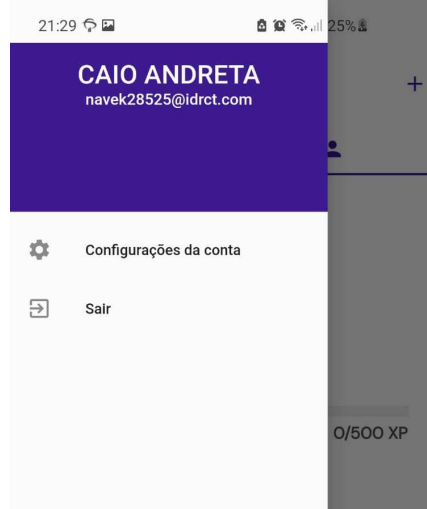 21:29 25%
+
CAIO ANDRETA
navek28525@idrct.com
Configurações da conta
Sair
0/500 XP